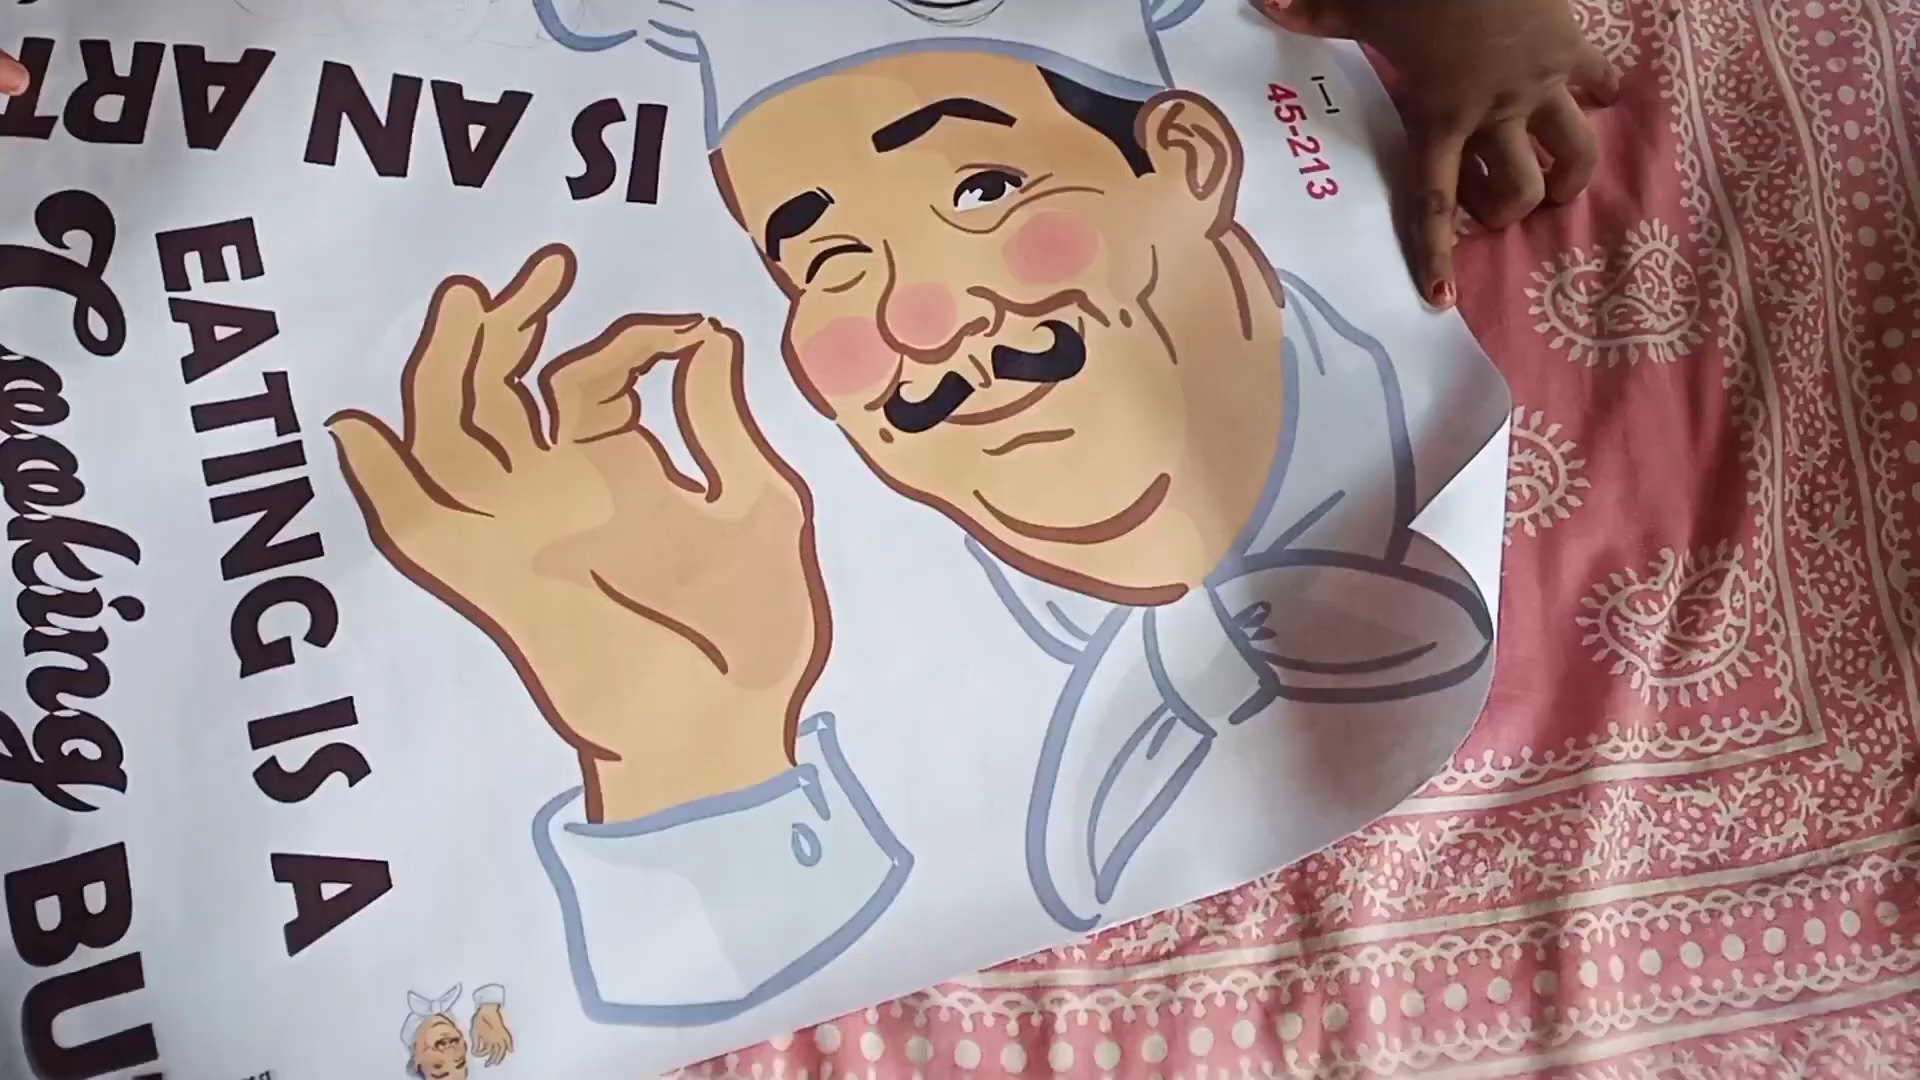 45-213
IS AN ART
EATING IS A
Cooking BU